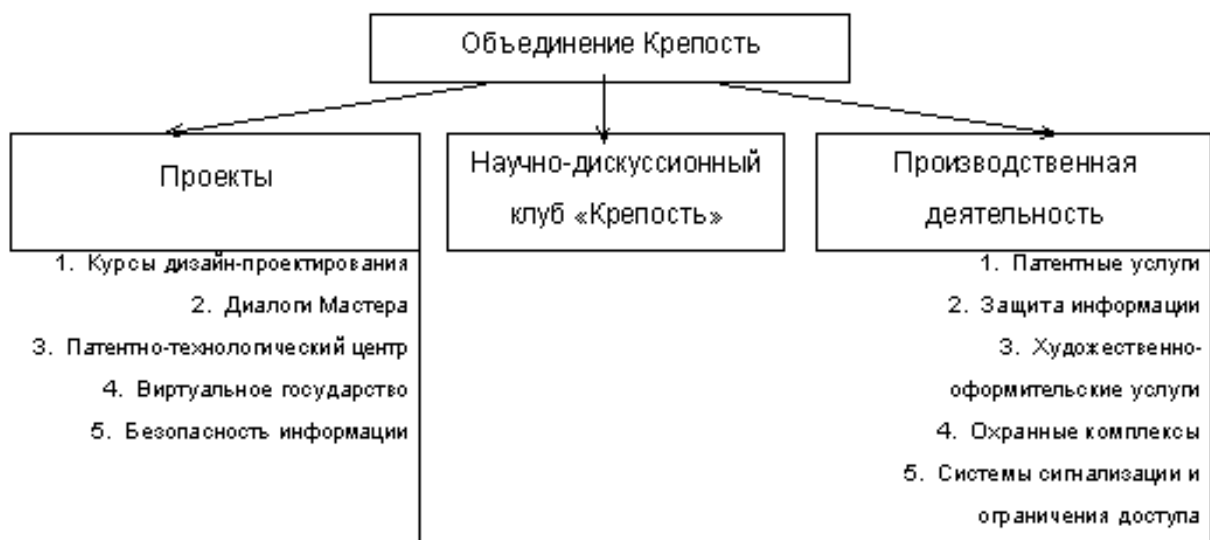 Объединение Крепость
Проекты
1. Курсы дизайн-проектирования
2. Диалоги Мастера
3. Патентно-технологический центр
4. Виртуальное государство
5. Безопасность информации
Научно-дискуссионный
клуб «Крепость»
Производственная
деятельность
1. Патентные услуги
2. Защита информации
3. Художественно-
оформительские услуги
4. Охранные комплексы
5. Системы сигнализации и
ограничения доступа